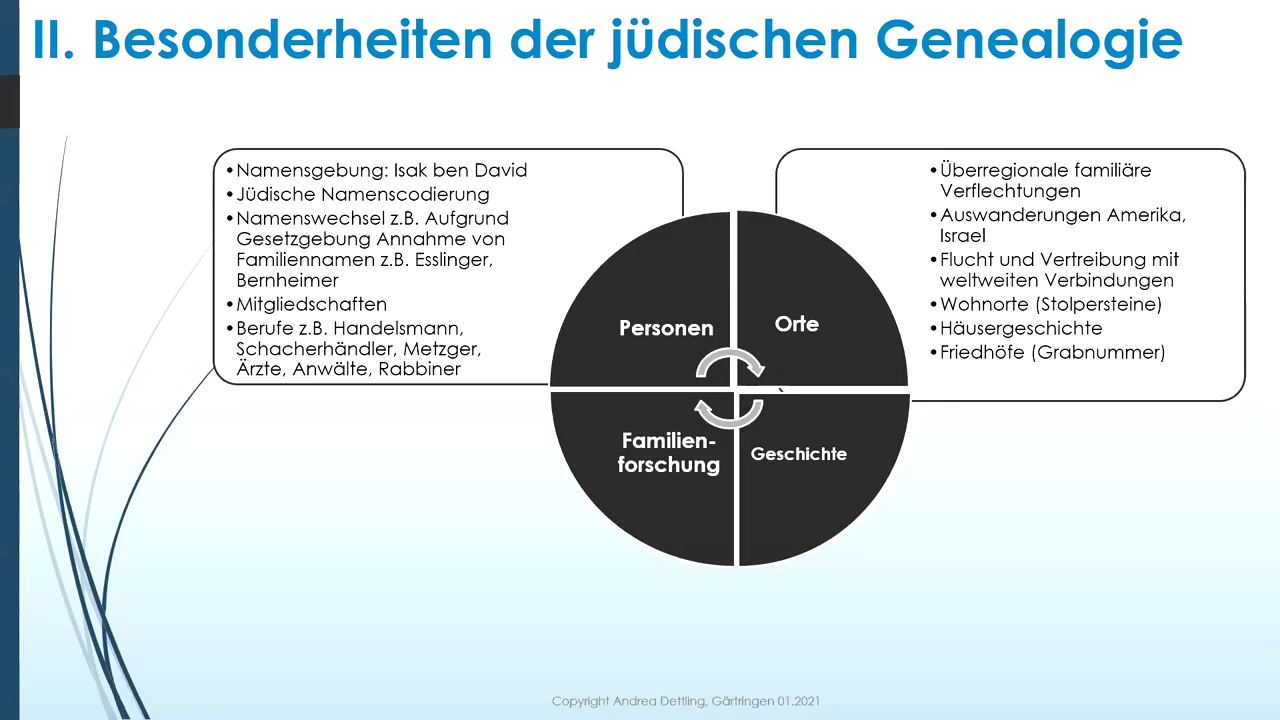 II. Besonderheiten der jüdischen Genealogie
•Namensgebung: Isak ben David
•Jüdische Namenscodierung
•Namenswechsel z.B. Aufgrund
Gesetzgebung Annahme von
Familiennamen z.B. Esslinger,
Bernheimer
•Mitgliedschaften
•Berufe z.B. Handelsmann,
Schacherhändler, Metzger,
Ärzte, Anwälte, Rabbiner
•Überregionale familiäre
Verflechtungen
•Auswanderungen Amerika,
Israel
•Flucht und Vertreibung mit
weltweiten Verbindungen
•Wohnorte (Stolpersteine)
•Häusergeschichte
•Friedhöfe (Grabnummer)
Personen
Orte
Familien-
forschung
Geschichte
Copyright Andrea Dettling, Gärtringen 01.2021